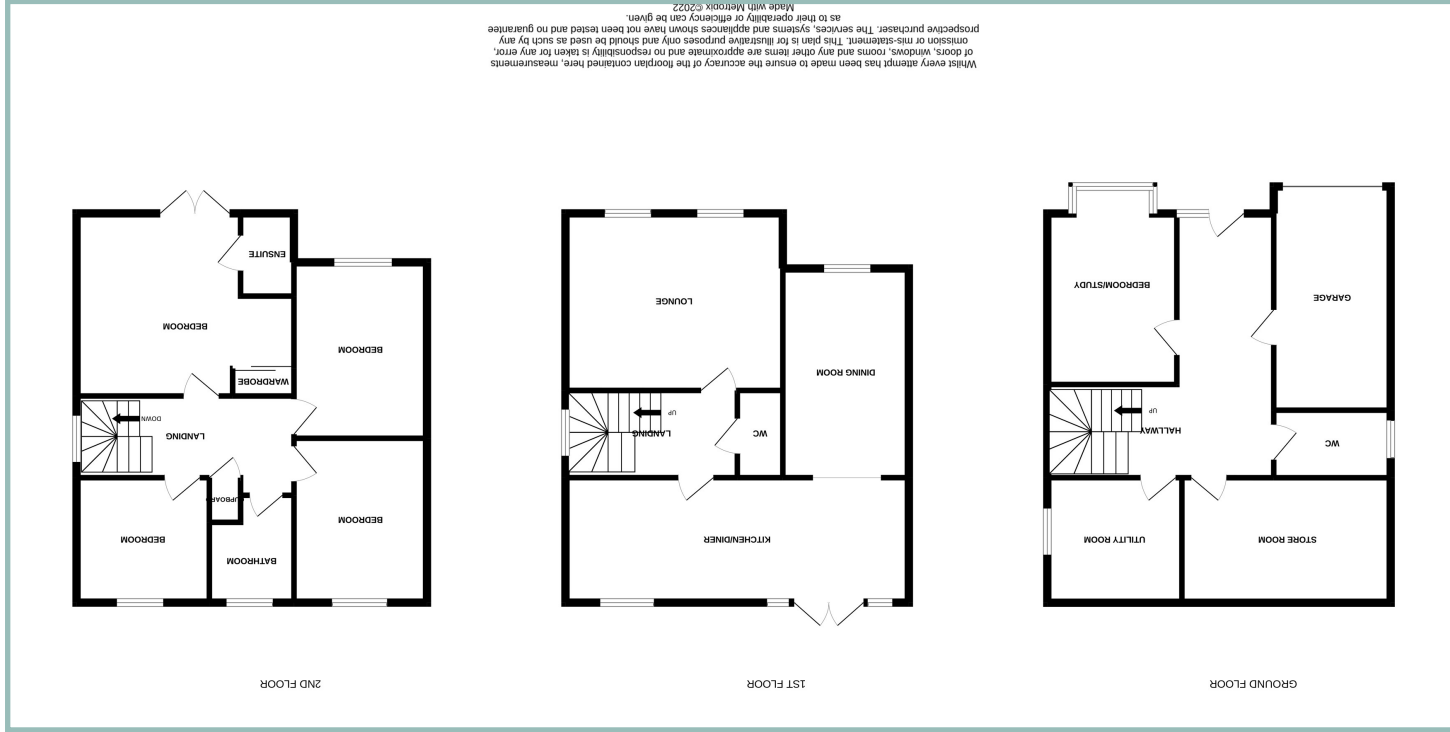 GROUND FLOOR
STORE ROOM
UTILITY ROOM
WC
HALLWAY
UP
GARAGE
BEDROOM/STUDY
1ST FLOOR
KITCHEN/DINER
WC
LANDING
UP
DINING ROOM
LOUNGE
2ND FLOOR
BATHROOM
BEDROOM
BEDROOM
CUPBOARD
LANDING
DOWN
WARDROBE
BEDROOM
BEDROOM
ENSUITE
Whilst every attempt has been made to ensure the accuracy of the floorplan contained here, measurements
of doors, windows, rooms and any other items are approximate and no responsibility is taken for any error,
omission or mis-statement. This plan is for illustrative purposes only and should be used as such by any
prospective purchaser. The services, systems and appliances shown have not been tested and no guarantee
as to their operability or efficiency can be given.
Made with Metropix ©2022